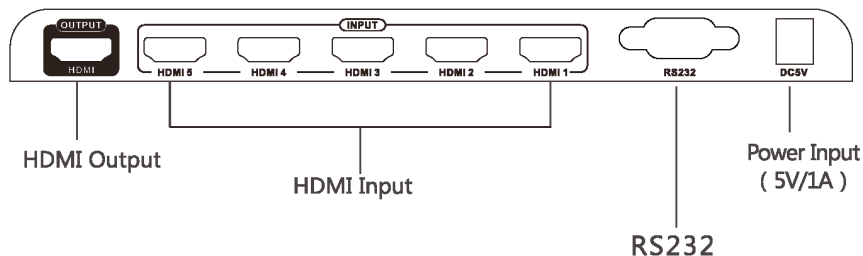 OUTPUT
INPUT
HDMI
HDMI 5
HDMI 4
HDMI 3
HDMI 2
HDMI 1
RS232
DC5V
HDMI Output
HDMI Input
Power Input
( 5V/1A )
RS232